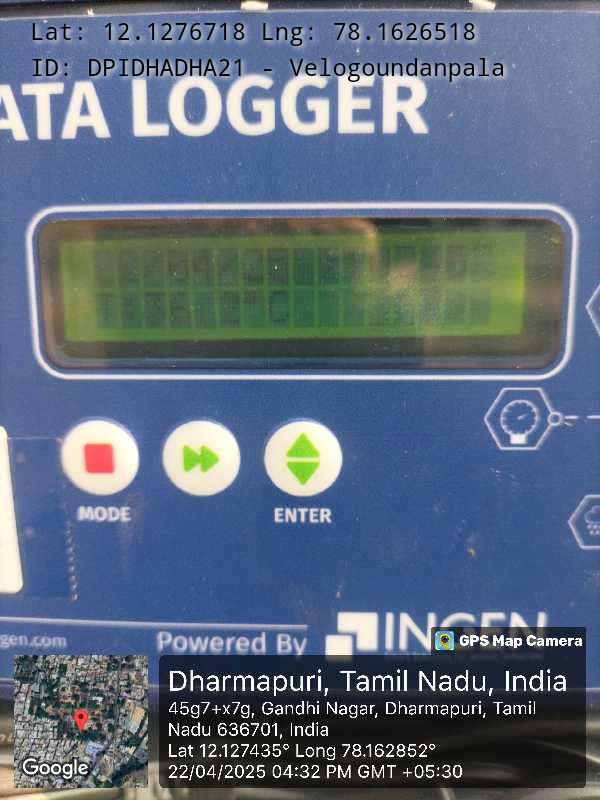 Lat: 12.1276718 Lng: 78.1626518
ID: DPIDHADHA21 - Velogoundanpala
ATA LOGGER
MODE
ENTER
gen.com
Powered By
INGEN
GPS Map Camera
Dharmapuri, Tamil Nadu, India
45g7+x7g, Gandhi Nagar, Dharmapuri, Tamil
Nadu 636701, India
Lat 12.127435° Long 78.162852°
22/04/2025 04:32 PM GMT +05:30
Google